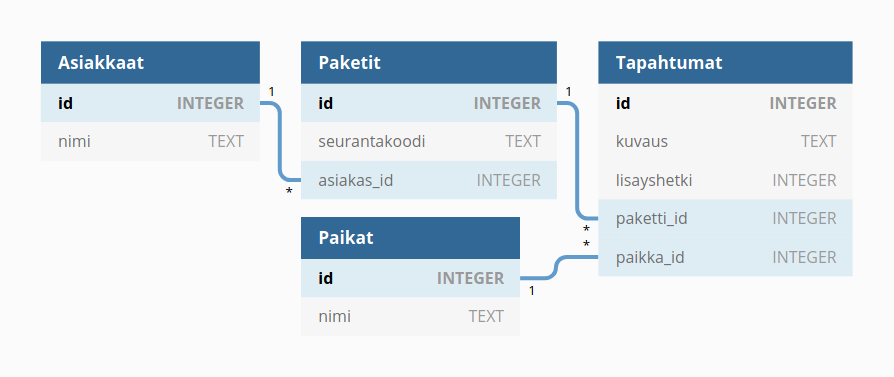 Asiakkaat
id INTEGER
nimi TEXT
1
*
Paketit
id INTEGER
seurantakoodi TEXT
asiakas_id INTEGER
1
*
Paikat
id INTEGER
nimi TEXT
1
*
Tapahtumat
id INTEGER
kuvaus TEXT
lisayshetki INTEGER
paketti_id INTEGER
paikka_id INTEGER